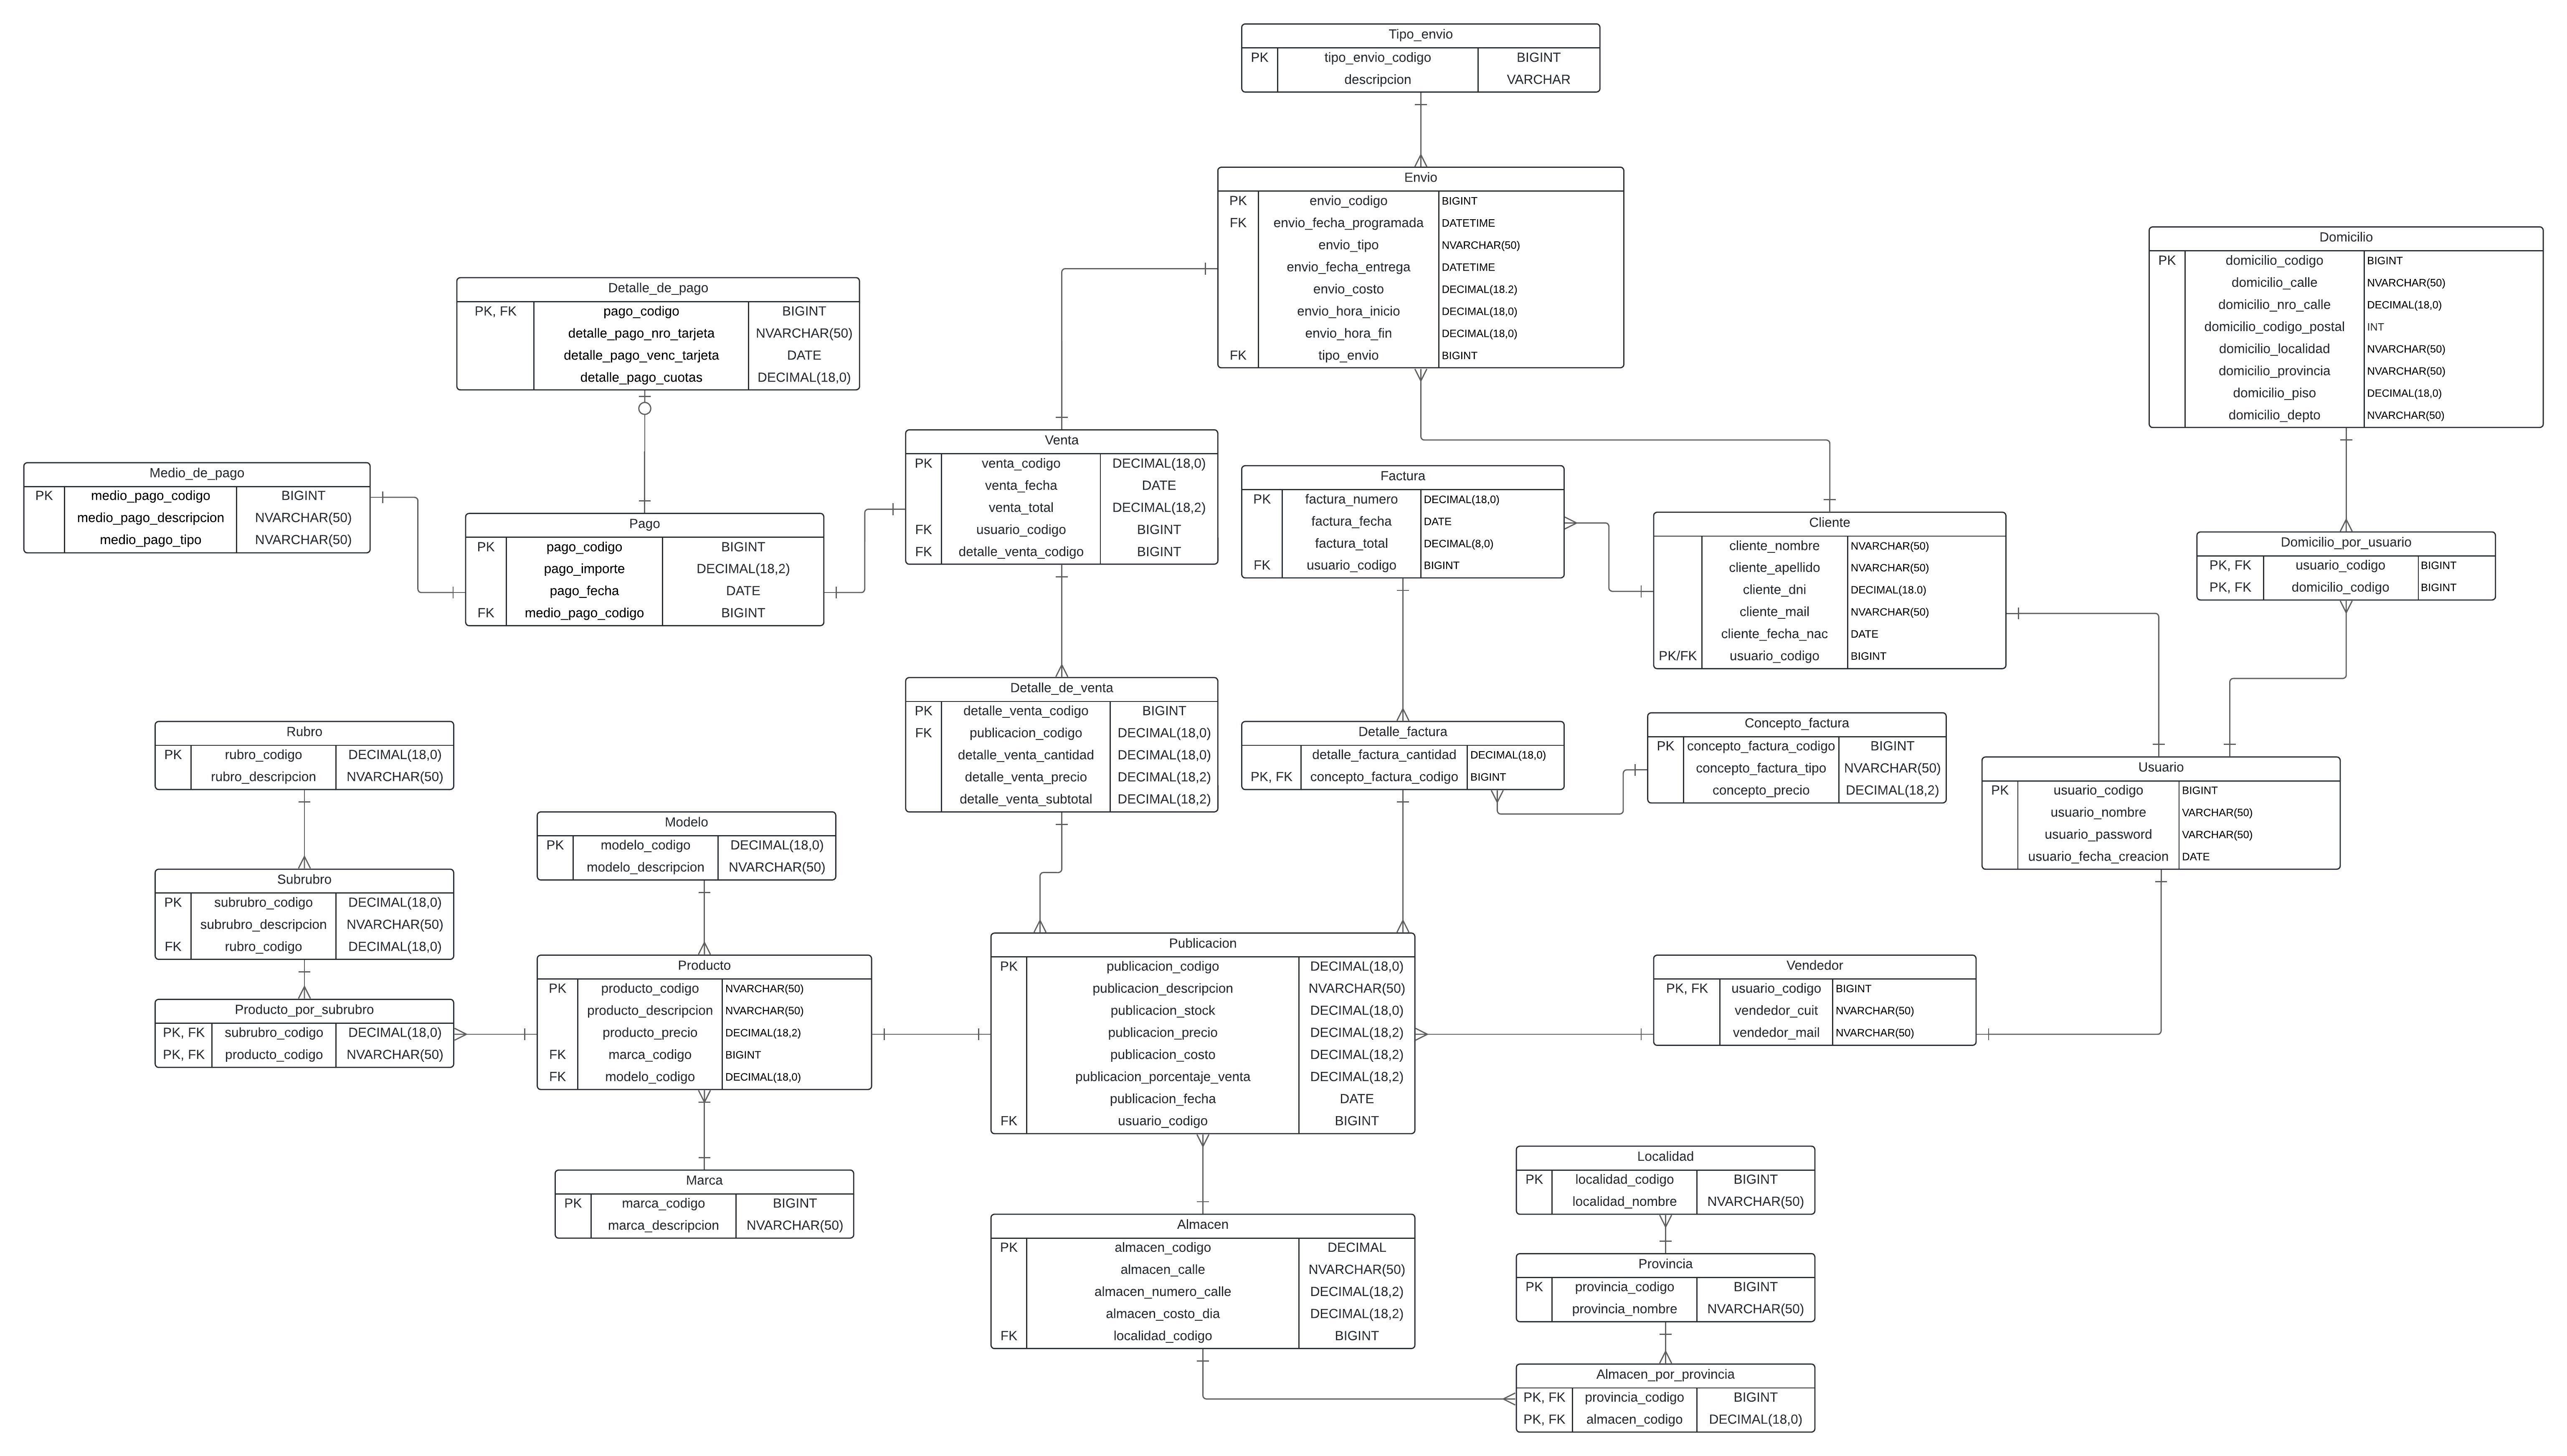 Tipo_envio
PK tipo_envio_codigo BIGINT
descripcion VARCHAR
Envio
PK envio_codigo BIGINT
FK envio_fecha_programada DATETIME
envio_tipo NVARCHAR(50)
envio_fecha_entrega DATETIME
envio_costo DECIMAL(18.2)
envio_hora_inicio DECIMAL(18,0)
envio_hora_fin DECIMAL(18,0)
FK tipo_envio BIGINT
Domicilio
PK domicilio_codigo BIGINT
domicilio_calle NVARCHAR(50)
domicilio_nro_calle DECIMAL(18,0)
domicilio_codigo_postal INT
domicilio_localidad NVARCHAR(50)
domicilio_provincia NVARCHAR(50)
domicilio_piso DECIMAL(18,0)
domicilio_depto NVARCHAR(50)
Detalle_de_pago
PK, FK pago_codigo BIGINT
detalle_pago_nro_tarjeta NVARCHAR(50)
detalle_pago_venc_tarjeta DATE
detalle_pago_cuotas DECIMAL(18,0)
Medio_de_pago
PK medio_pago_codigo BIGINT
medio_pago_descripcion NVARCHAR(50)
medio_pago_tipo NVARCHAR(50)
Pago
PK pago_codigo BIGINT
pago_importe DECIMAL(18,2)
pago_fecha DATE
FK medio_pago_codigo BIGINT
Venta
PK venta_codigo DECIMAL(18,0)
venta_fecha DATE
venta_total DECIMAL(18,2)
FK usuario_codigo BIGINT
FK detalle_venta_codigo BIGINT
Factura
PK factura_numero DECIMAL(18,0)
factura_fecha DATE
factura_total DECIMAL(8,0)
FK usuario_codigo BIGINT
Cliente
cliente_nombre NVARCHAR(50)
cliente_apellido NVARCHAR(50)
cliente_dni DECIMAL(18.0)
cliente_mail NVARCHAR(50)
cliente_fecha_nac DATE
PK/FK usuario_codigo BIGINT
Domicilio_por_usuario
PK, FK usuario_codigo BIGINT
PK, FK domicilio_codigo BIGINT
Detalle_de_venta
PK detalle_venta_codigo BIGINT
FK publicacion_codigo DECIMAL(18,0)
detalle_venta_cantidad DECIMAL(18,0)
detalle_venta_precio DECIMAL(18,2)
detalle_venta_subtotal DECIMAL(18,2)
Detalle_factura
detalle_factura_cantidad DECIMAL(18,0)
PK, FK concepto_factura_codigo BIGINT
Concepto_factura
PK concepto_factura_codigo BIGINT
concepto_factura_tipo NVARCHAR(50)
concepto_precio DECIMAL(18,2)
Usuario
PK usuario_codigo BIGINT
usuario_nombre VARCHAR(50)
usuario_password VARCHAR(50)
usuario_fecha_creacion DATE
Rubro
PK rubro_codigo DECIMAL(18,0)
rubro_descripcion NVARCHAR(50)
Subrubro
PK subrubro_codigo DECIMAL(18,0)
subrubro_descripcion NVARCHAR(50)
FK rubro_codigo DECIMAL(18,0)
Producto_por_subrubro
PK, FK subrubro_codigo DECIMAL(18,0)
PK, FK producto_codigo NVARCHAR(50)
Modelo
PK modelo_codigo DECIMAL(18,0)
modelo_descripcion NVARCHAR(50)
Producto
PK producto_codigo NVARCHAR(50)
producto_descripcion NVARCHAR(50)
producto_precio DECIMAL(18,2)
FK marca_codigo BIGINT
FK modelo_codigo DECIMAL(18,0)
Marca
PK marca_codigo BIGINT
marca_descripcion NVARCHAR(50)
Publicacion
PK publicacion_codigo DECIMAL(18,0)
publicacion_descripcion NVARCHAR(50)
publicacion_stock DECIMAL(18,0)
publicacion_precio DECIMAL(18,2)
publicacion_costo DECIMAL(18,2)
publicacion_porcentaje_venta DECIMAL(18,2)
publicacion_fecha DATE
FK usuario_codigo BIGINT
Vendedor
PK, FK usuario_codigo BIGINT
vendedor_cuit NVARCHAR(50)
vendedor_mail NVARCHAR(50)
Almacen
PK almacen_codigo DECIMAL
almacen_calle NVARCHAR(50)
almacen_numero_calle DECIMAL(18,2)
almacen_costo_dia DECIMAL(18,2)
FK localidad_codigo BIGINT
Localidad
PK localidad_codigo BIGINT
localidad_nombre NVARCHAR(50)
Provincia
PK provincia_codigo BIGINT
provincia_nombre NVARCHAR(50)
Almacen_por_provincia
PK, FK provincia_codigo BIGINT
PK, FK almacen_codigo DECIMAL(18,0)